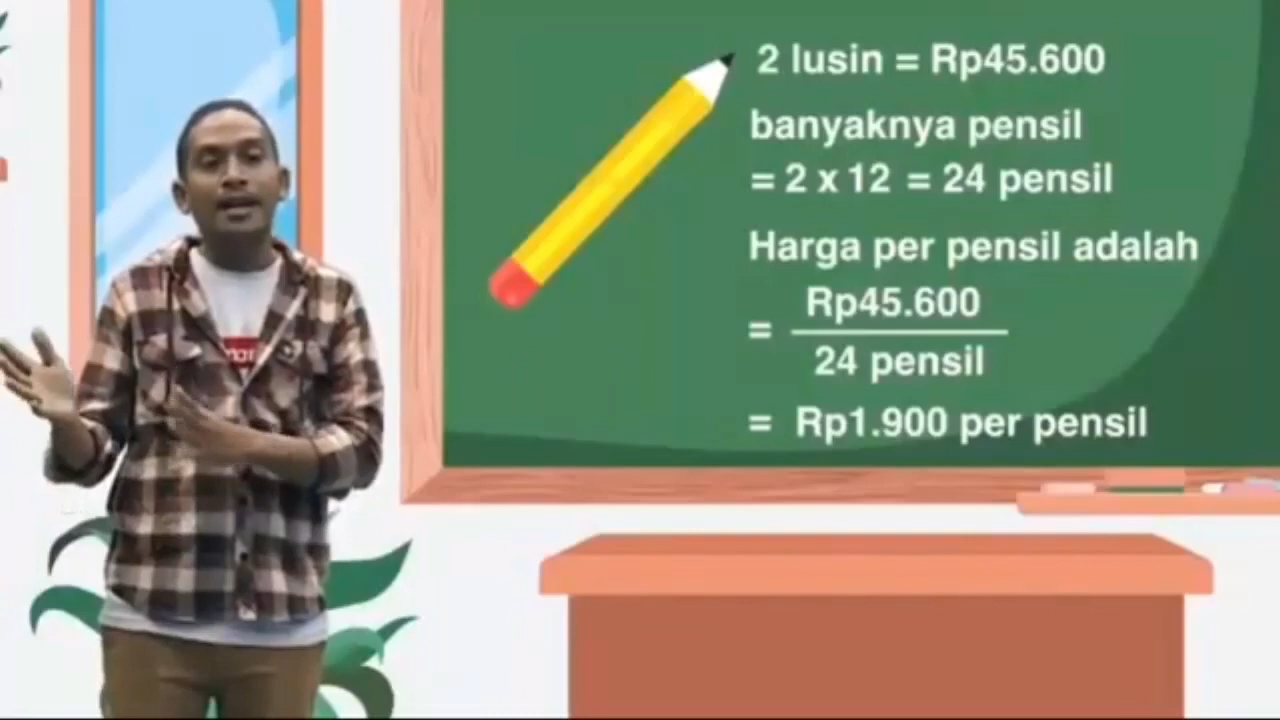 2 lusin = Rp45.600
banyaknya pensil
= 2 x 12 = 24 pensil
Harga per pensil adalah
= Rp45.600
24 pensil
= Rp1.900 per pensil